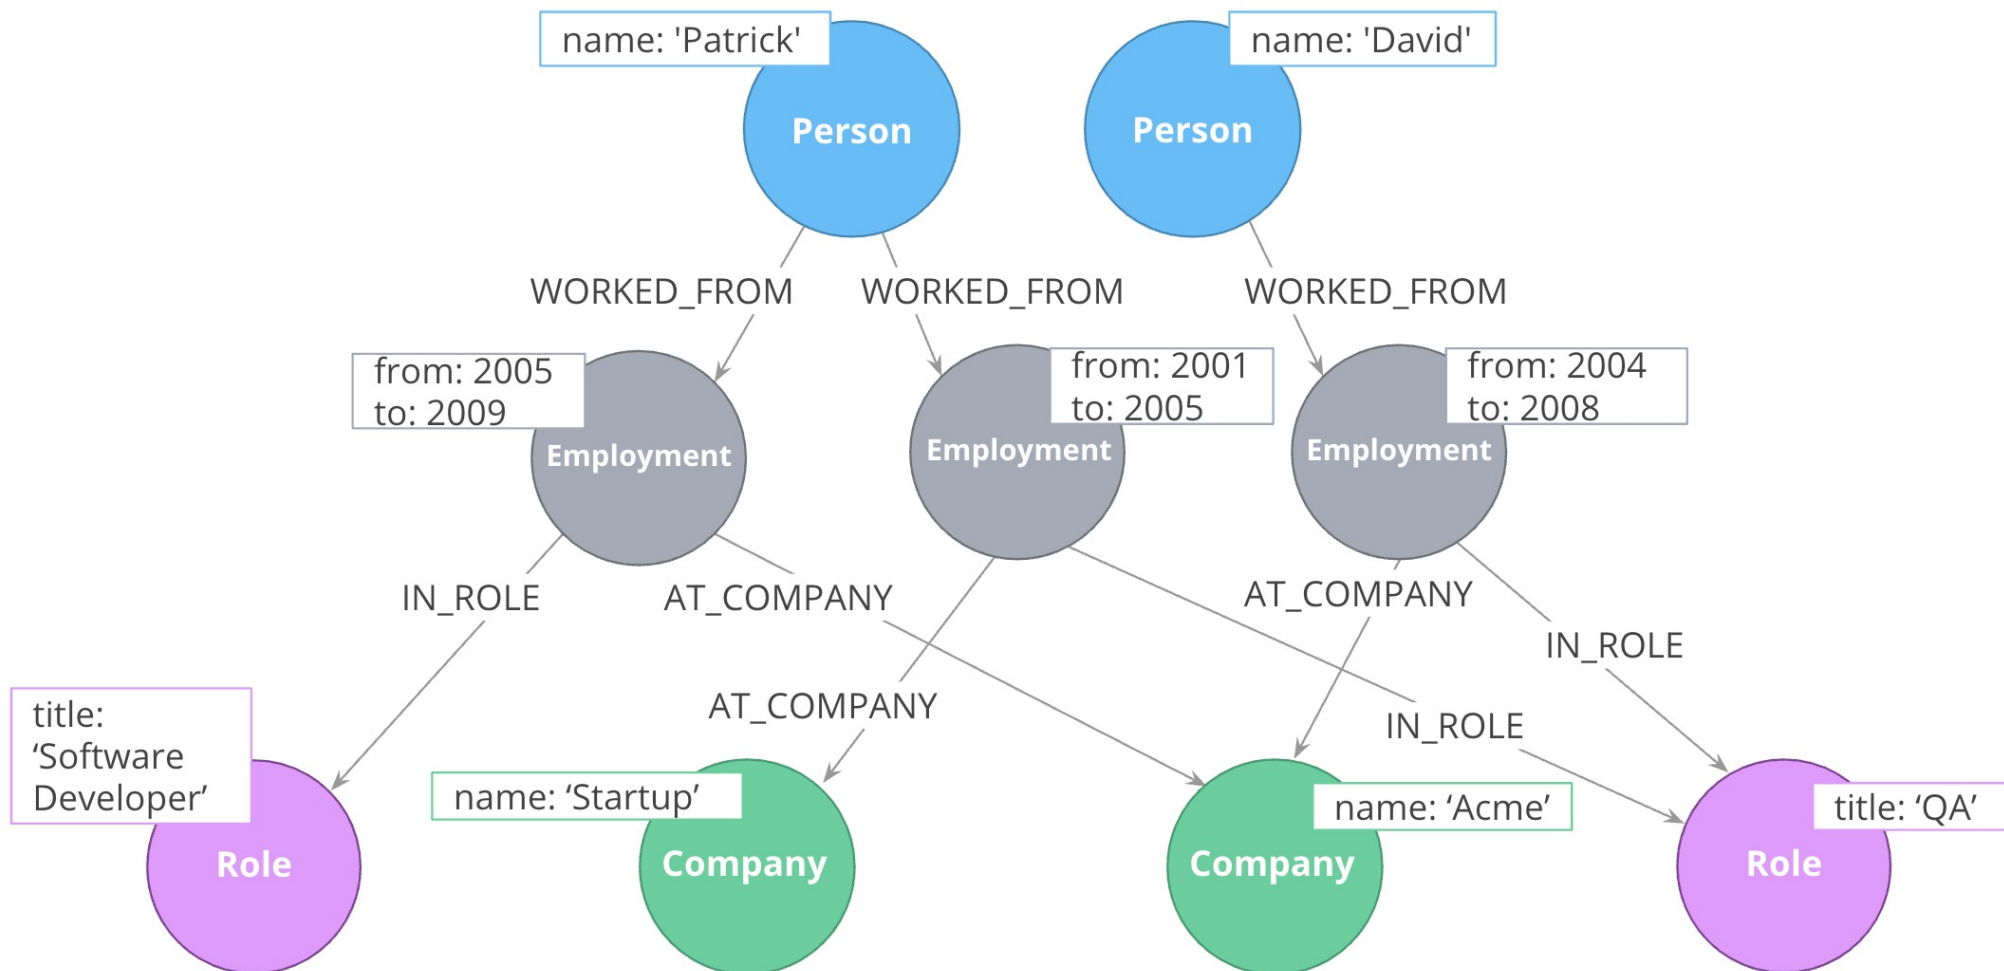 name: 'Patrick'
name: 'David'
Person
Person
WORKED_FROM
WORKED_FROM
WORKED_FROM
from: 2005
to: 2009
from: 2001
to: 2005
from: 2004
to: 2008
Employment
Employment
Employment
IN_ROLE
AT_COMPANY
AT_COMPANY
IN_ROLE
AT_COMPANY
IN_ROLE
title:
‘Software
Developer’
name: ‘Startup’
name: ‘Acme’
title: ‘QA’
Role
Company
Company
Role